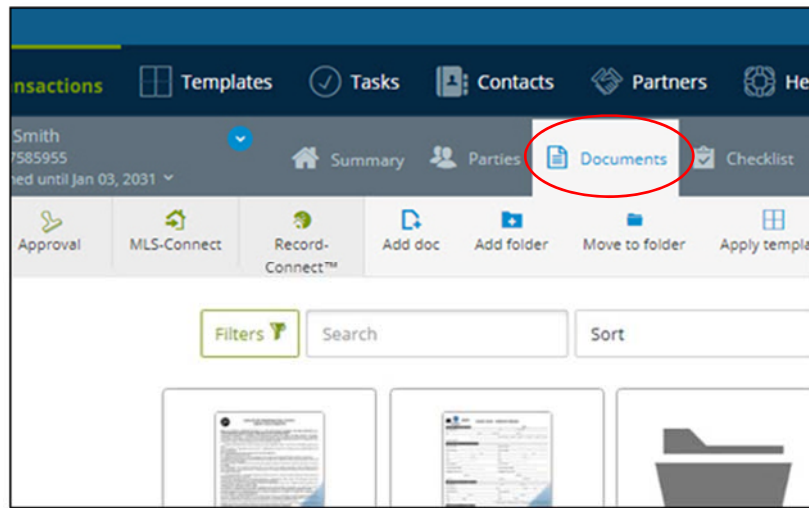 nsactions Templates Tasks Contacts Partners He
Smith
7585955
ned until Jan 03, 2031
Summary Parties Documents Checklist
Approval MLS-Connect Record-Connect™ Add doc Add folder Move to folder Apply templa
Filters Search Sort